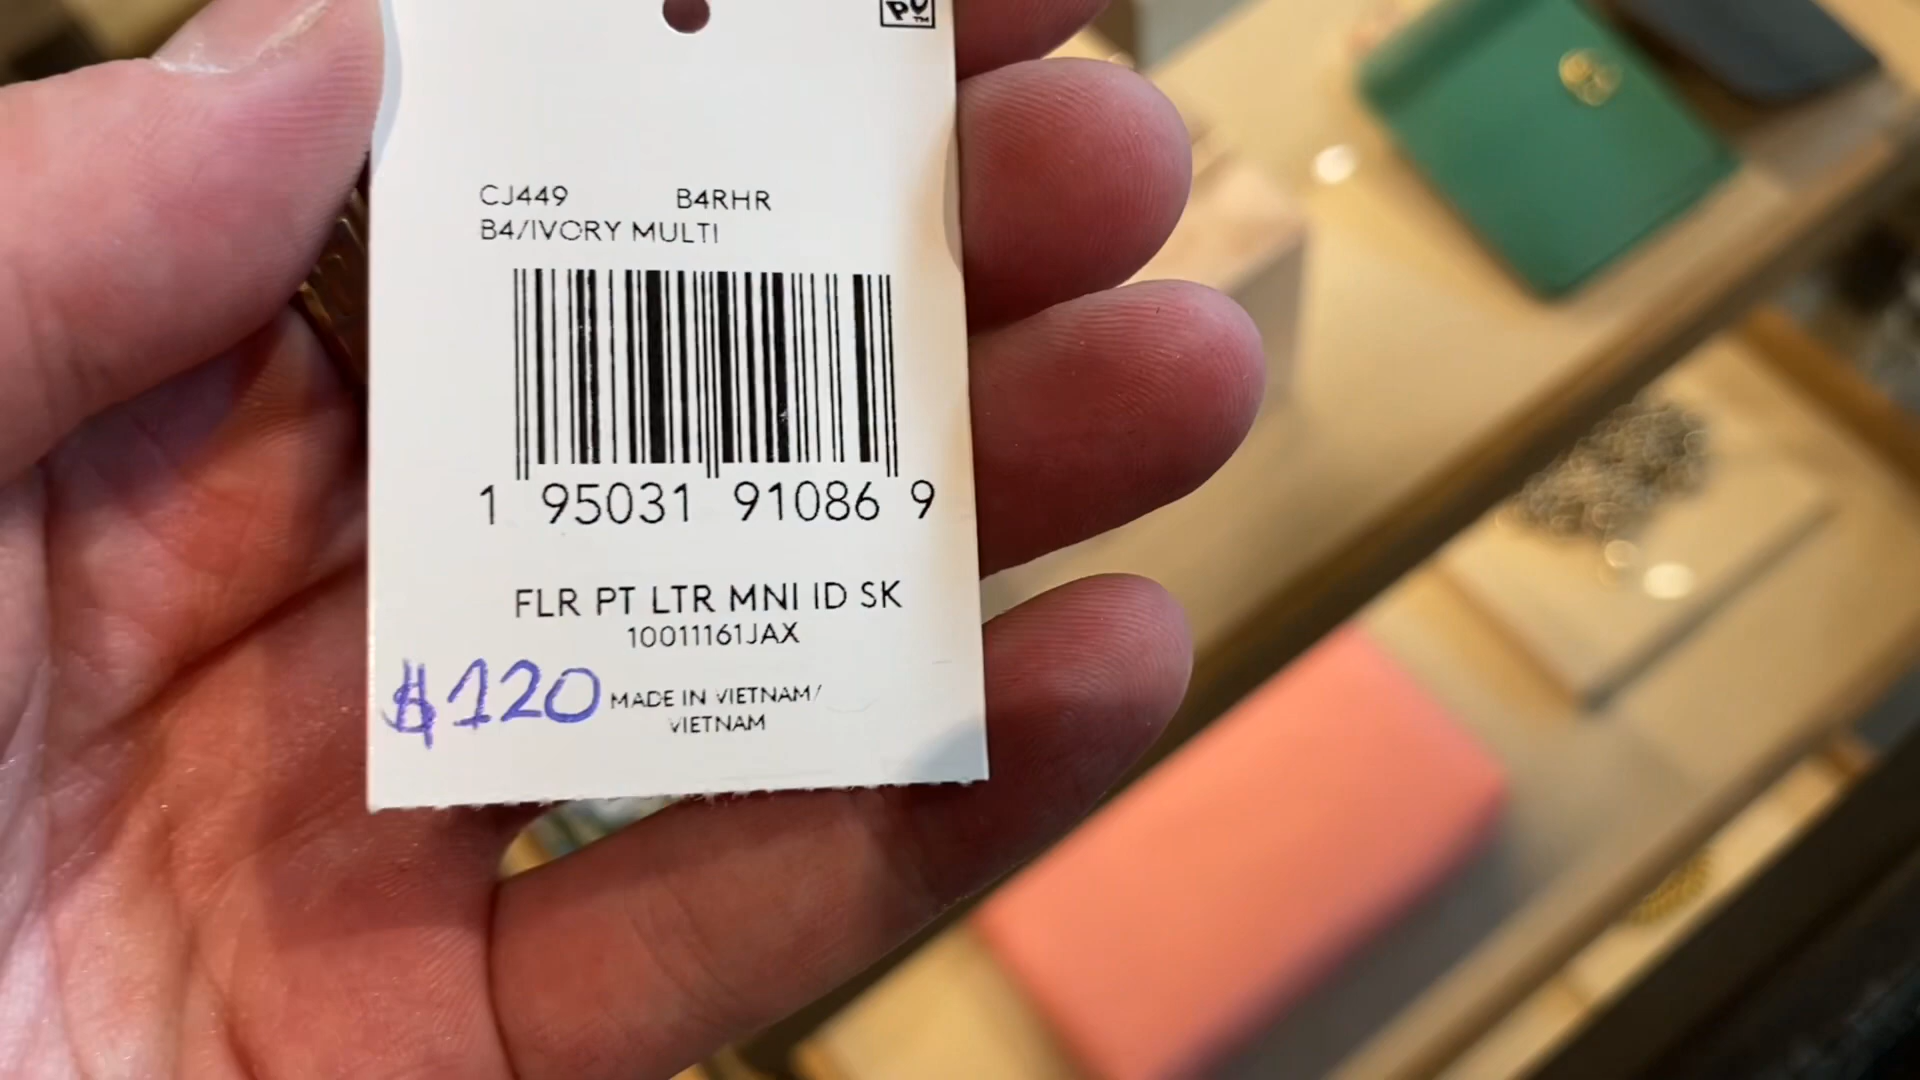 PU™
CJ449 B4RHR
B4/IVORY MULTI
1 95031 91086 9
FLR PT LTR MNI ID SK
10011161JAX
$120 MADE IN VIETNAM/
VIETNAM